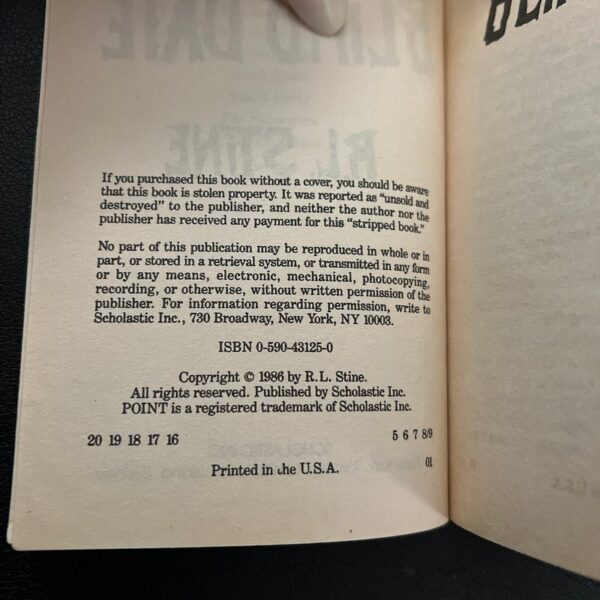 If you purchased this book without a cover, you should be aware
that this book is stolen property. It was reported as "unsold and
destroyed" to the publisher, and neither the author nor the
publisher has received any payment for this "stripped book."
No part of this publication may be reproduced in whole or in
part, or stored in a retrieval system, or transmitted in any form
or by any means, electronic, mechanical, photocopying,
recording, or otherwise, without written permission of the
publisher. For information regarding permission, write to
Scholastic Inc., 730 Broadway, New York, NY 10003.
ISBN 0-590-43125-0
Copyright © 1986 by R.L. Stine.
All rights reserved. Published by Scholastic Inc.
POINT is a registered trademark of Scholastic Inc.
20 19 18 17 16 5 6 7 8/9
Printed in the U.S.A. 01